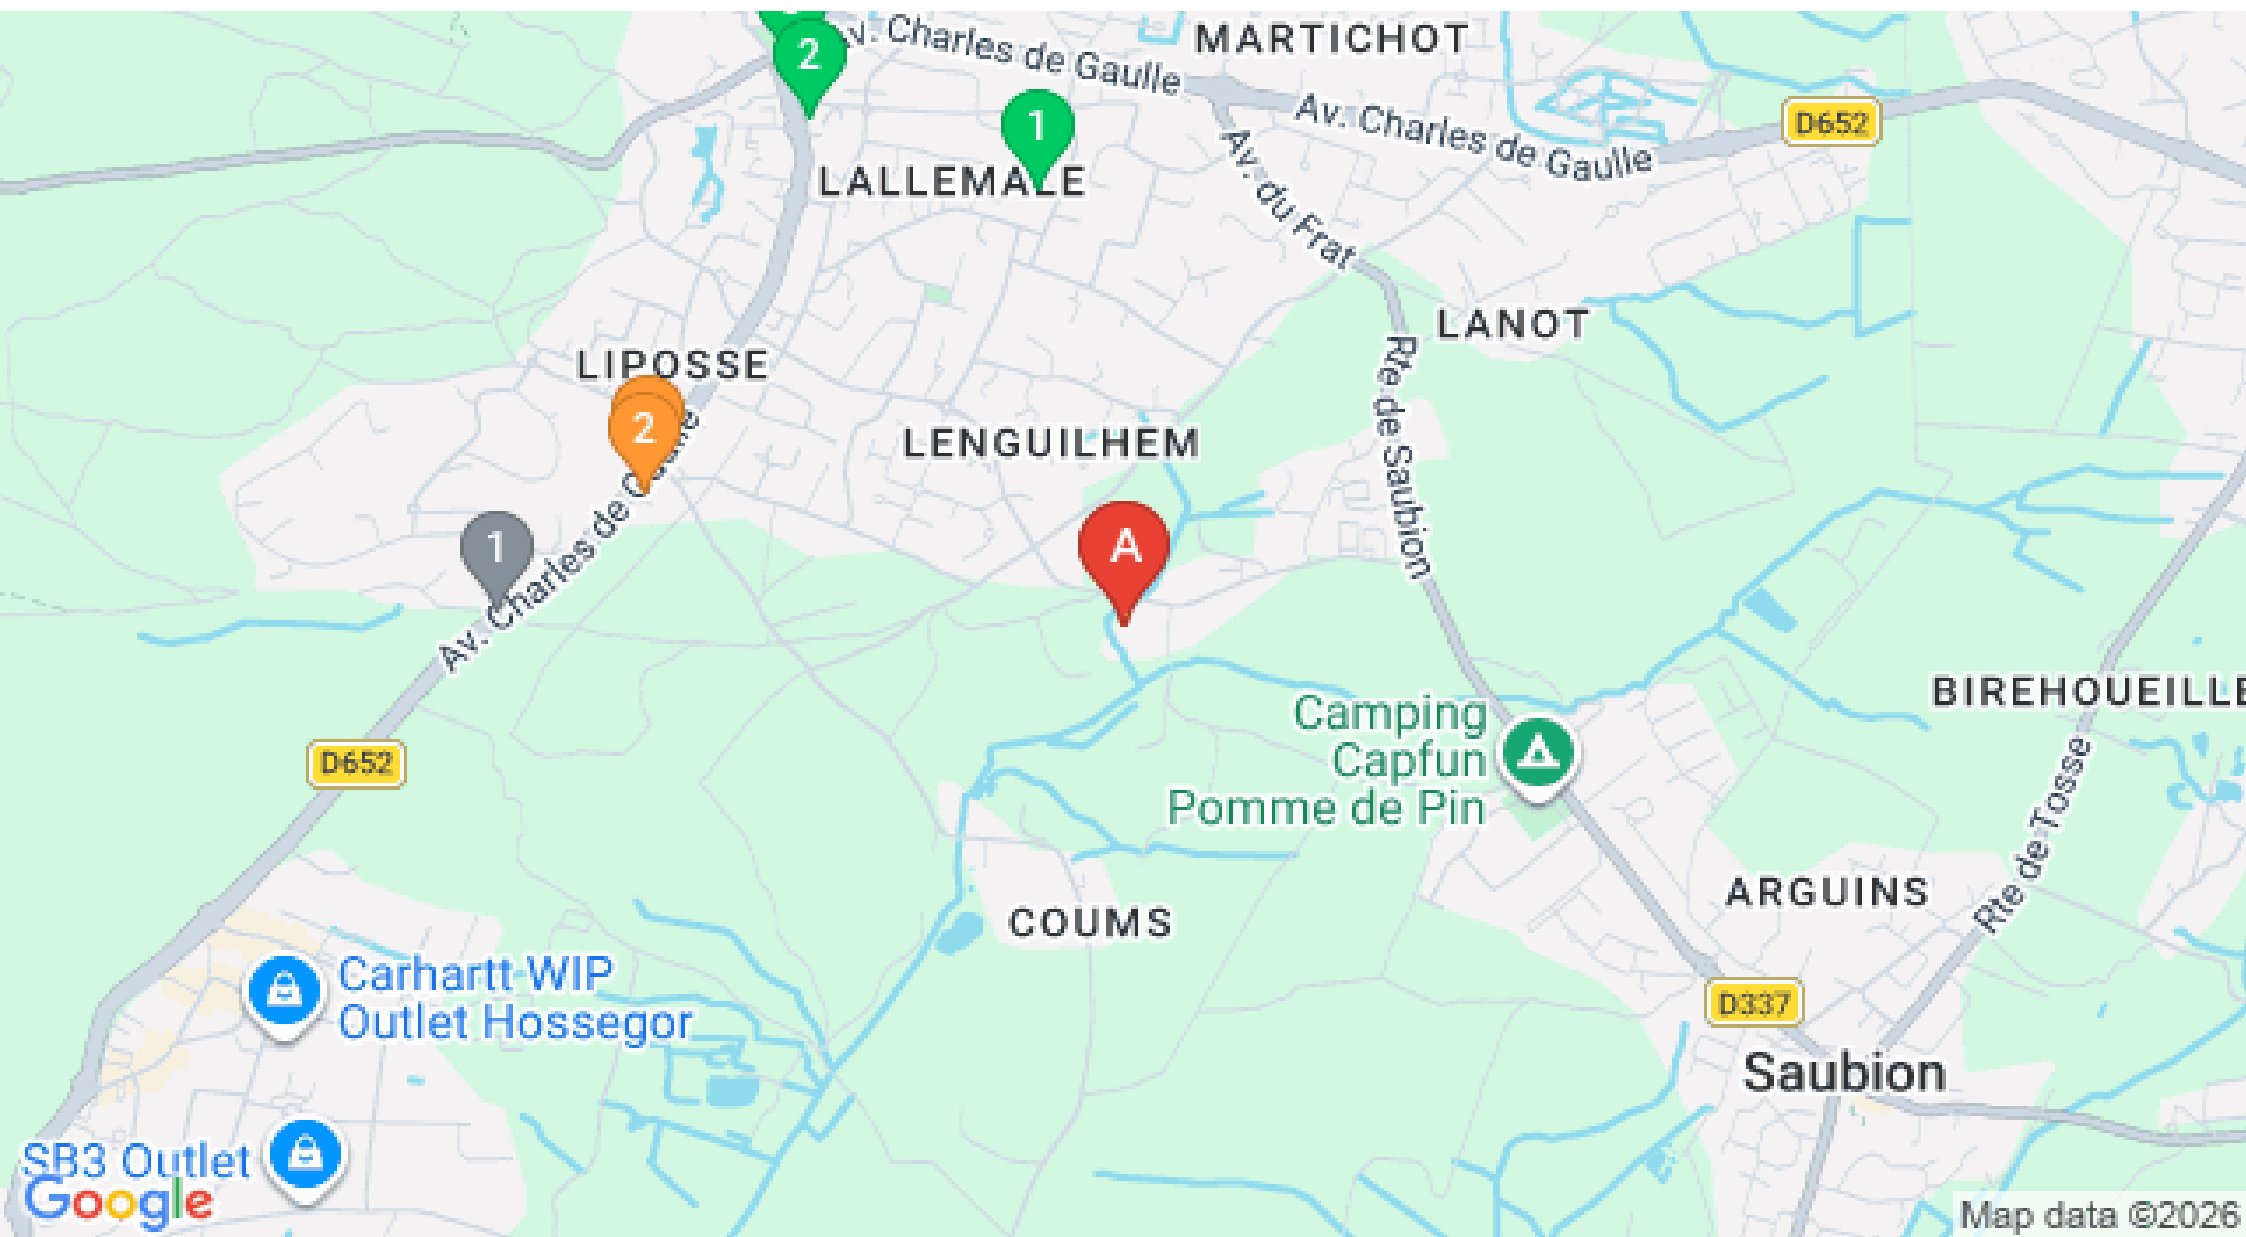 Av. Charles de Gaulle
MARTICHOT
2
1
Av. Charles de Gaulle
D652
LALLEMALE
Av. du Frat
LANOT
LIPOSSE
Rte de Saubion
2
LENGUILHEM
1
A
Av. Charles de Gaulle
BIREHOUEILLE
Camping
Capfun
Pomme de Pin
D652
Rte de Tosse
ARGUINS
COUMS
Carhartt WIP
Outlet Hossegor
D337
Saubion
SB3 Outlet
Google
Map data ©2026